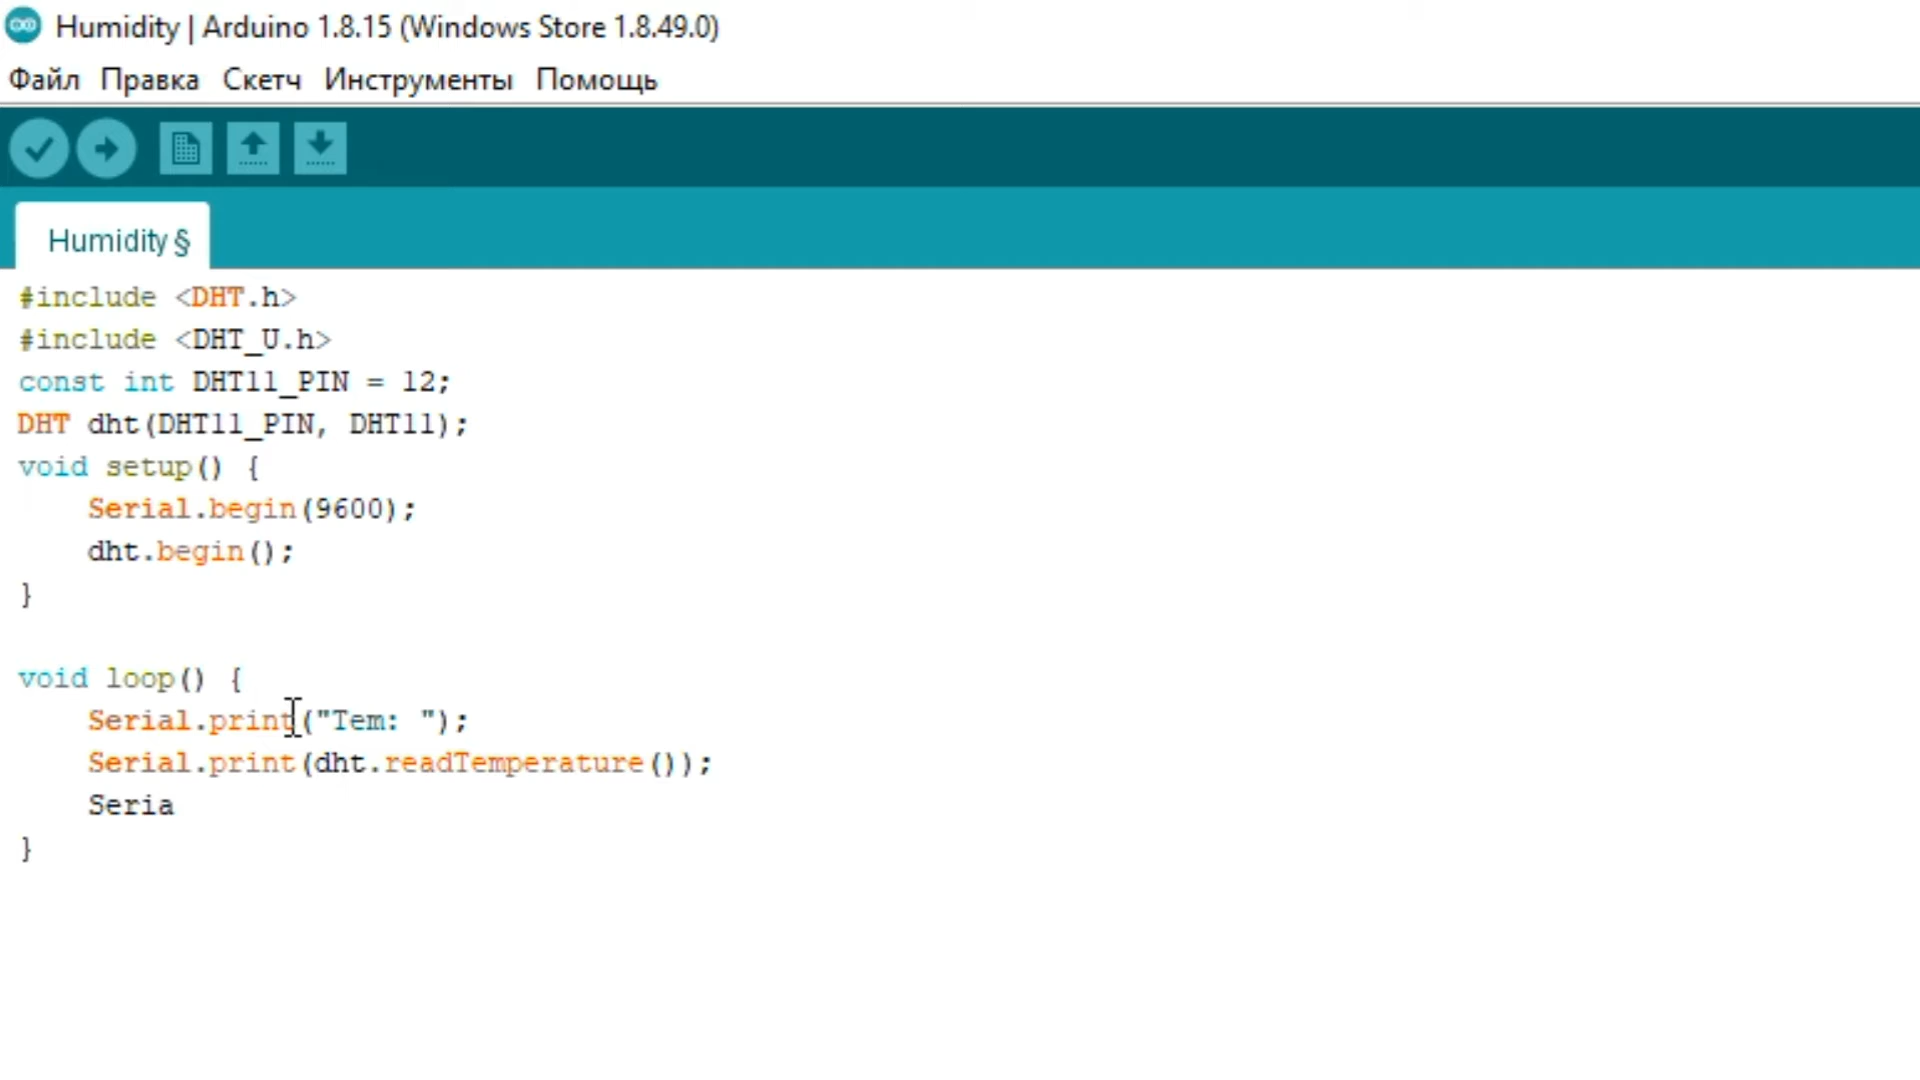 Humidity | Arduino 1.8.15 (Windows Store 1.8.49.0)
Файл Правка Скетч Инструменты Помощь
Humidity §
#include <DHT.h>
#include <DHT_U.h>
const int DHT11_PIN = 12;
DHT dht(DHT11_PIN, DHT11);
void setup() {
    Serial.begin(9600);
    dht.begin();
}

void loop() {
    Serial.print("Tem: ");
    Serial.print(dht.readTemperature());
    Seria
}